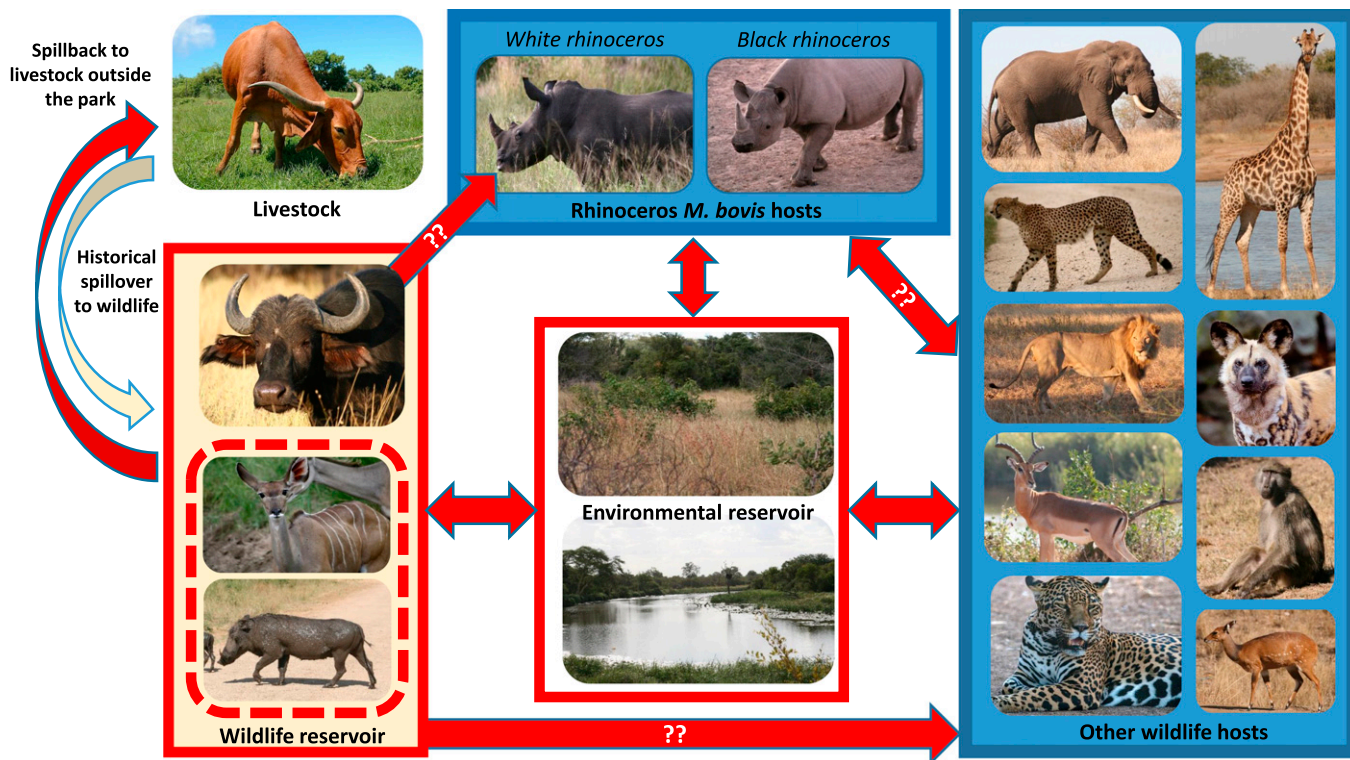 Spillback to
livestock outside
the park
Livestock
Historical
spillover
to wildlife
White rhinoceros
Black rhinoceros
Rhinoceros M. bovis hosts
??
??
Environmental reservoir
Wildlife reservoir
??
Other wildlife hosts